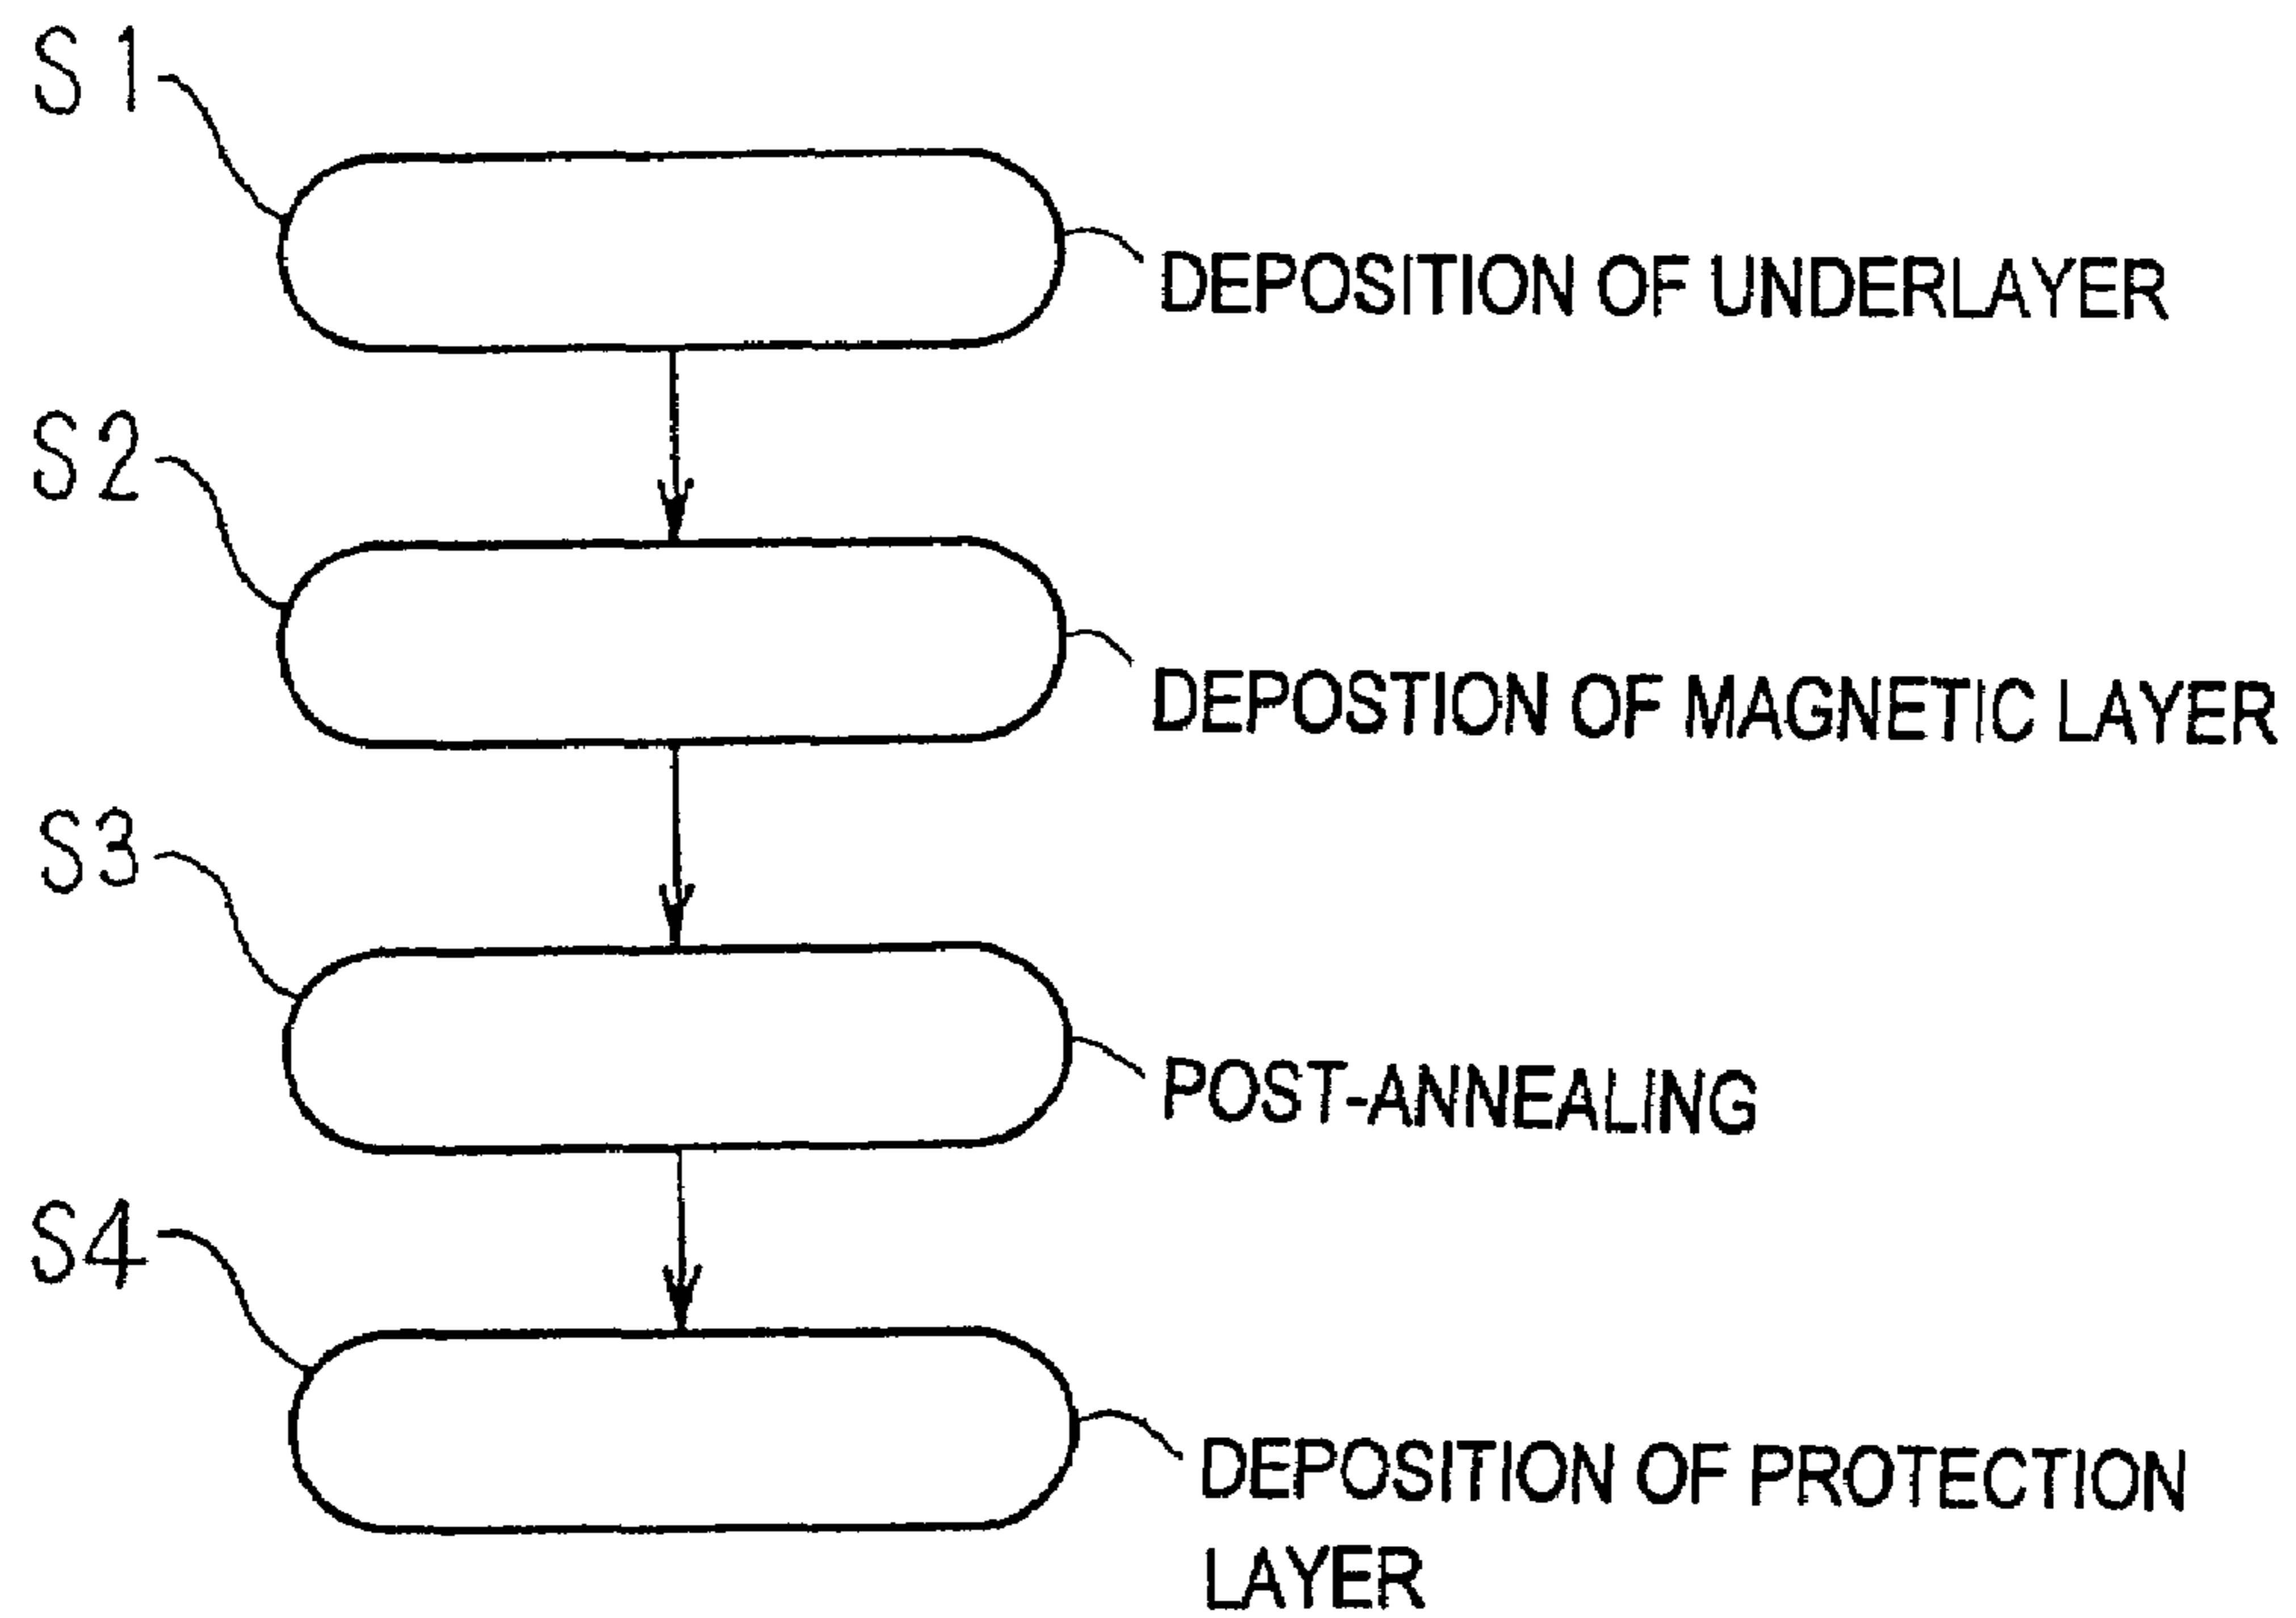 S1
DEPOSITION OF UNDERLAYER
S2
DEPOSTION OF MAGNETIC LAYER
S3
POST-ANNEALING
S4
DEPOSITION OF PROTECTION
LAYER